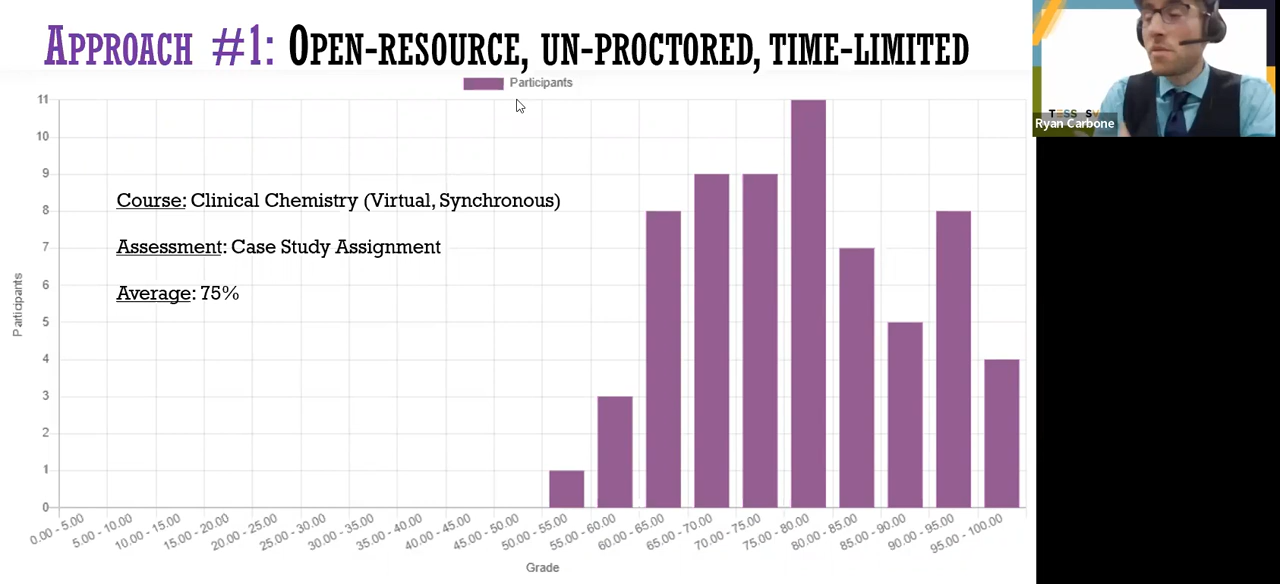 APPROACH #1: OPEN-RESOURCE, UN-PROCTORED, TIME-LIMITED
Participants
11
10
9
8
7
6
5
4
3
2
1
0
Participants
Course: Clinical Chemistry (Virtual, Synchronous)
Assessment: Case Study Assignment
Average: 75%
0.00 - 5.00
5.00 - 10.00
10.00 - 15.00
15.00 - 20.00
20.00 - 25.00
25.00 - 30.00
30.00 - 35.00
35.00 - 40.00
40.00 - 45.00
45.00 - 50.00
50.00 - 55.00
55.00 - 60.00
60.00 - 65.00
65.00 - 70.00
70.00 - 75.00
75.00 - 80.00
80.00 - 85.00
85.00 - 90.00
90.00 - 95.00
95.00 - 100.00
Grade
TESS
Ryan Carbone